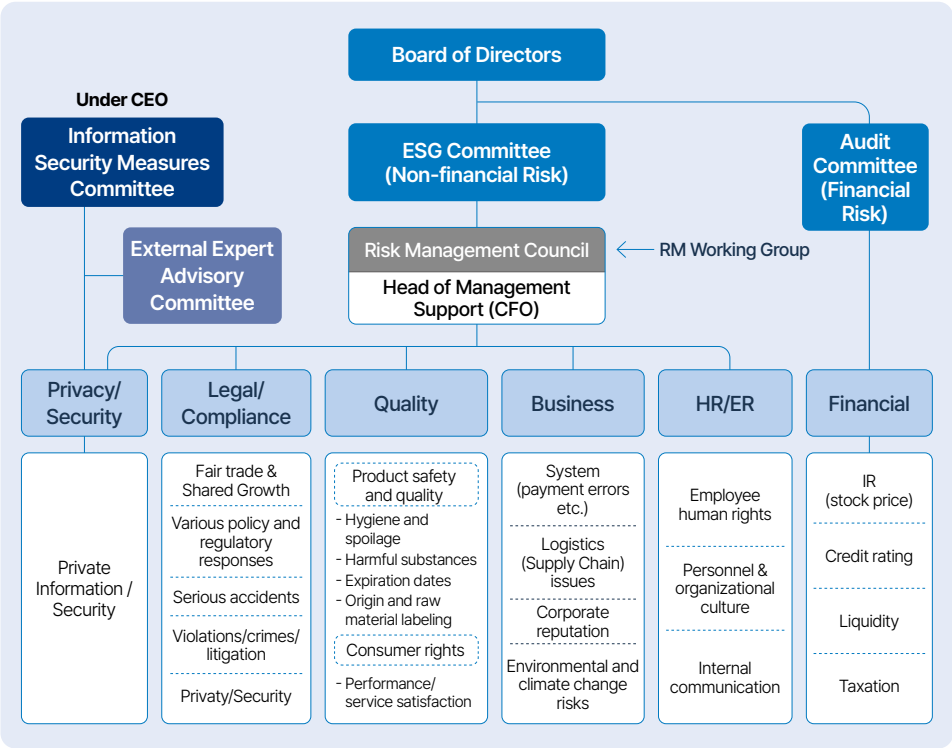 Board of Directors
Under CEO
Information
Security Measures
Committee
ESG Committee
(Non-financial Risk)
Audit
Committee
(Financial
Risk)
External Expert
Advisory
Committee
Risk Management Council
Head of Management
Support (CFO)
RM Working Group
Privacy/
Security
Legal/
Compliance
Quality
Business
HR/ER
Financial
Private
Information /
Security
Fair trade &
Shared Growth
Various policy and
regulatory
responses
Serious accidents
Violations/crimes/
litigation
Privaty/Security
Product safety
and quality
- Hygiene and
spoilage
- Harmful substances
- Expiration dates
- Origin and raw
material labeling
Consumer rights
- Performance/
service satisfaction
System
(payment errors
etc.)
Logistics
(Supply Chain)
issues
Corporate
reputation
Environmental and
climate change
risks
Employee
human rights
Personnel &
organizational
culture
Internal
communication
IR
(stock price)
Credit rating
Liquidity
Taxation